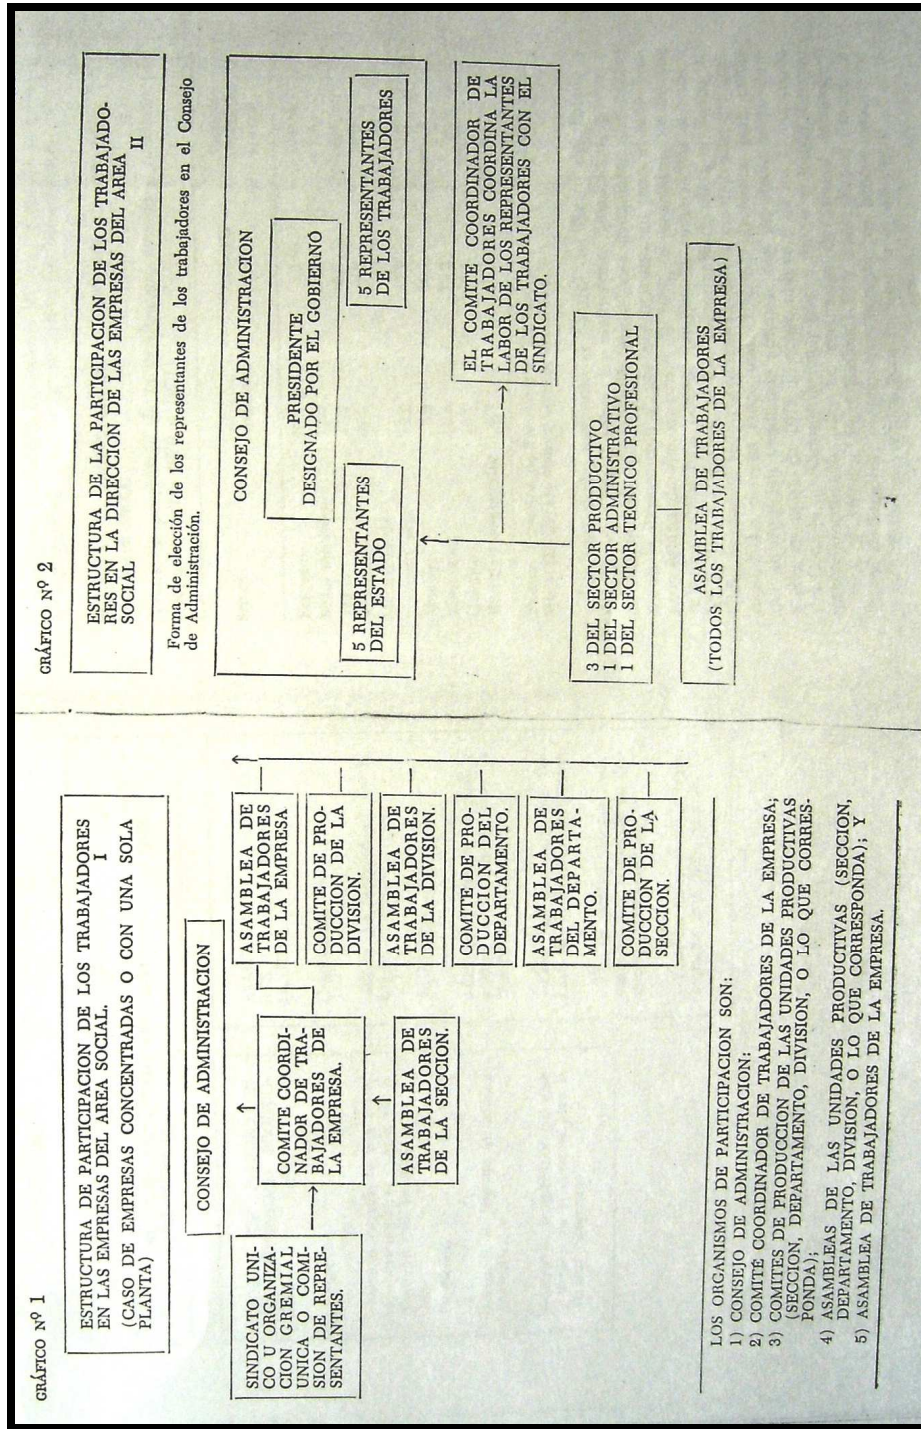 GRÁFICO Nº 1
ESTRUCTURA DE PARTICIPACION DE LOS TRABAJADORES
EN LAS EMPRESAS DEL AREA SOCIAL.
I
(CASO DE EMPRESAS CONCENTRADAS O CON UNA SOLA
PLANTA)
CONSEJO DE ADMINISTRACION
SINDICATO UNI-
CO U ORGANIZA-
CION GREMIAL
UNICA O COMI-
SION DE REPRE-
SENTANTES.
COMITE COORDI-
NADOR DE TRA-
BAJADORES DE
LA EMPRESA.
ASAMBLEA DE
TRABAJADORES
DE LA SECCION.
ASAMBLEA DE
TRABAJADORES
DE LA EMPRESA
COMITE DE PRO-
DUCCION DE LA
DIVISION.
ASAMBLEA DE
TRABAJADORES
DE LA DIVISION.
COMITE DE PRO-
DUCCION DEL
DEPARTAMENTO.
ASAMBLEA DE
TRABAJADORES
DEL DEPARTA-
MENTO.
COMITE DE PRO-
DUCCION DE LA
SECCION.
LOS ORGANISMOS DE PARTICIPACION SON:
1) CONSEJO DE ADMINISTRACION:
2) COMITÉ COORDINADOR DE TRABAJADORES DE LA EMPRESA;
3) COMITES DE PRODUCCION DE LAS UNIDADES PRODUCTIVAS
(SECCION, DEPARTAMENTO, DIVISION, O LO QUE CORRES-
PONDA);
4) ASAMBLEAS DE LAS UNIDADES PRODUCTIVAS (SECCION,
DEPARTAMENTO, DIVISION, O LO QUE CORRESPONDA); Y
5) ASAMBLEA DE TRABAJADORES DE LA EMPRESA.
GRÁFICO Nº 2
ESTRUCTURA DE LA PARTICIPACION DE LOS TRABAJADO-
RES EN LA DIRECCION DE LAS EMPRESAS DEL AREA
SOCIAL
II
Forma de elección de los representantes de los trabajadores en el Consejo
de Administración.
CONSEJO DE ADMINISTRACION
PRESIDENTE
DESIGNADO POR EL GOBIERNO
5 REPRESENTANTES
DEL ESTADO
5 REPRESENTANTES
DE LOS TRABAJADORES
EL COMITE COORDINADOR DE
TRABAJADORES COORDINA LA
LABOR DE LOS REPRESENTANTES
DE LOS TRABAJADORES CON EL
SINDICATO.
3 DEL SECTOR PRODUCTIVO
1 DEL SECTOR ADMINISTRATIVO
1 DEL SECTOR TECNICO PROFESIONAL
ASAMBLEA DE TRABAJADORES
(TODOS LOS TRABAJADORES DE LA EMPRESA)